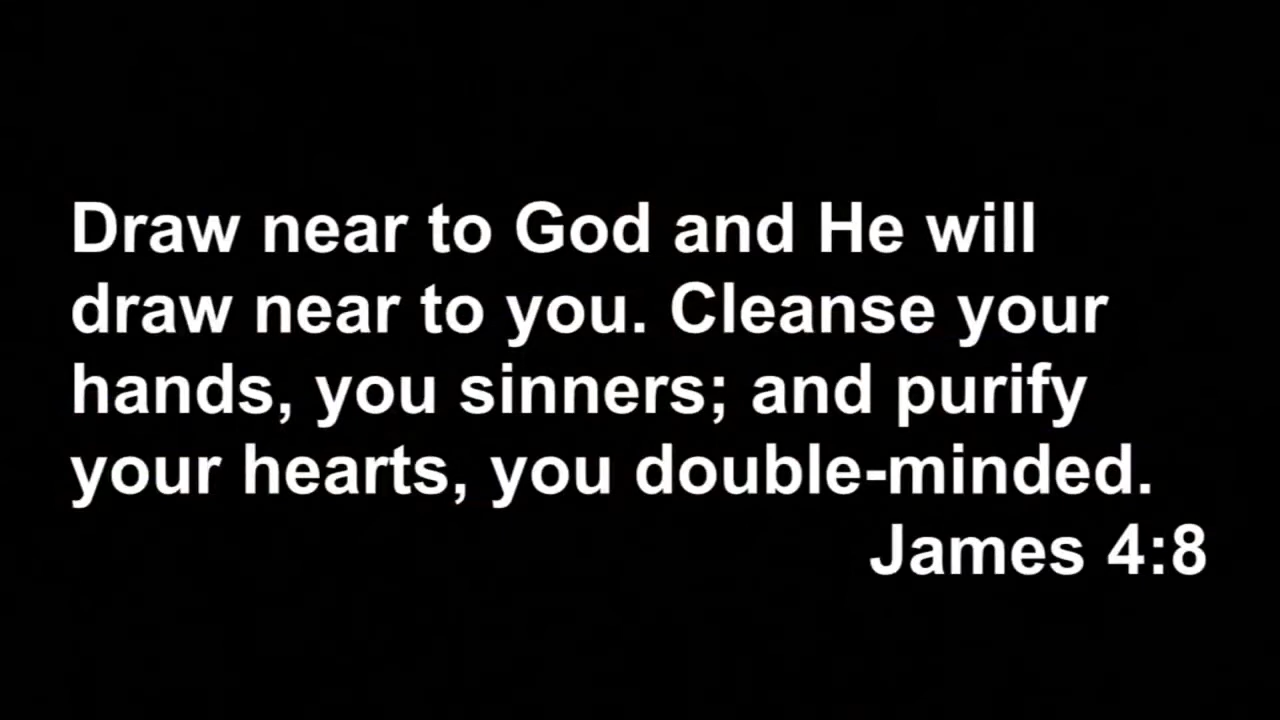 Draw near to God and He will
draw near to you. Cleanse your
hands, you sinners; and purify
your hearts, you double-minded.
James 4:8